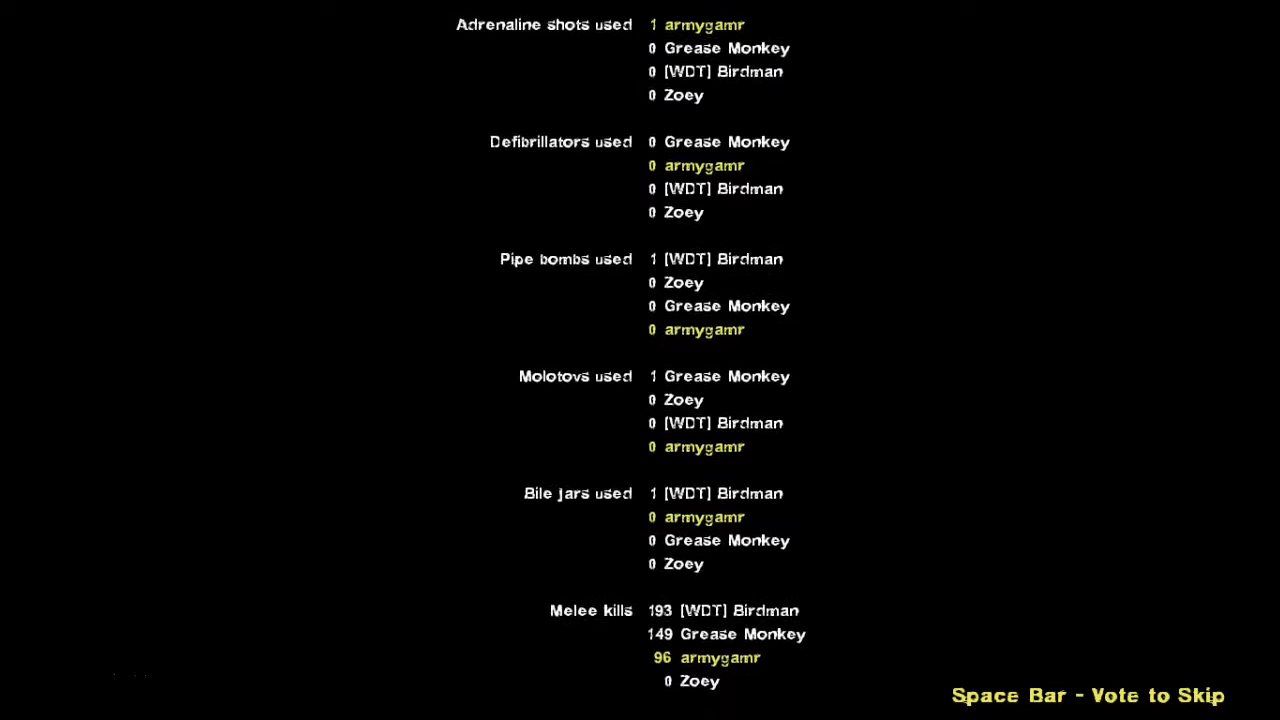 Adrenaline shots used 1 armygamr
0 Grease Monkey
0 [WDT] Birdman
0 Zoey
Defibrillators used 0 Grease Monkey
0 armygamr
0 [WDT] Birdman
0 Zoey
Pipe bombs used 1 [WDT] Birdman
0 Zoey
0 Grease Monkey
0 armygamr
Molotovs used 1 Grease Monkey
0 Zoey
0 [WDT] Birdman
0 armygamr
Bile jars used 1 [WDT] Birdman
0 armygamr
0 Grease Monkey
0 Zoey
Melee kills 193 [WDT] Birdman
149 Grease Monkey
96 armygamr
0 Zoey
Space Bar - Vote to Skip